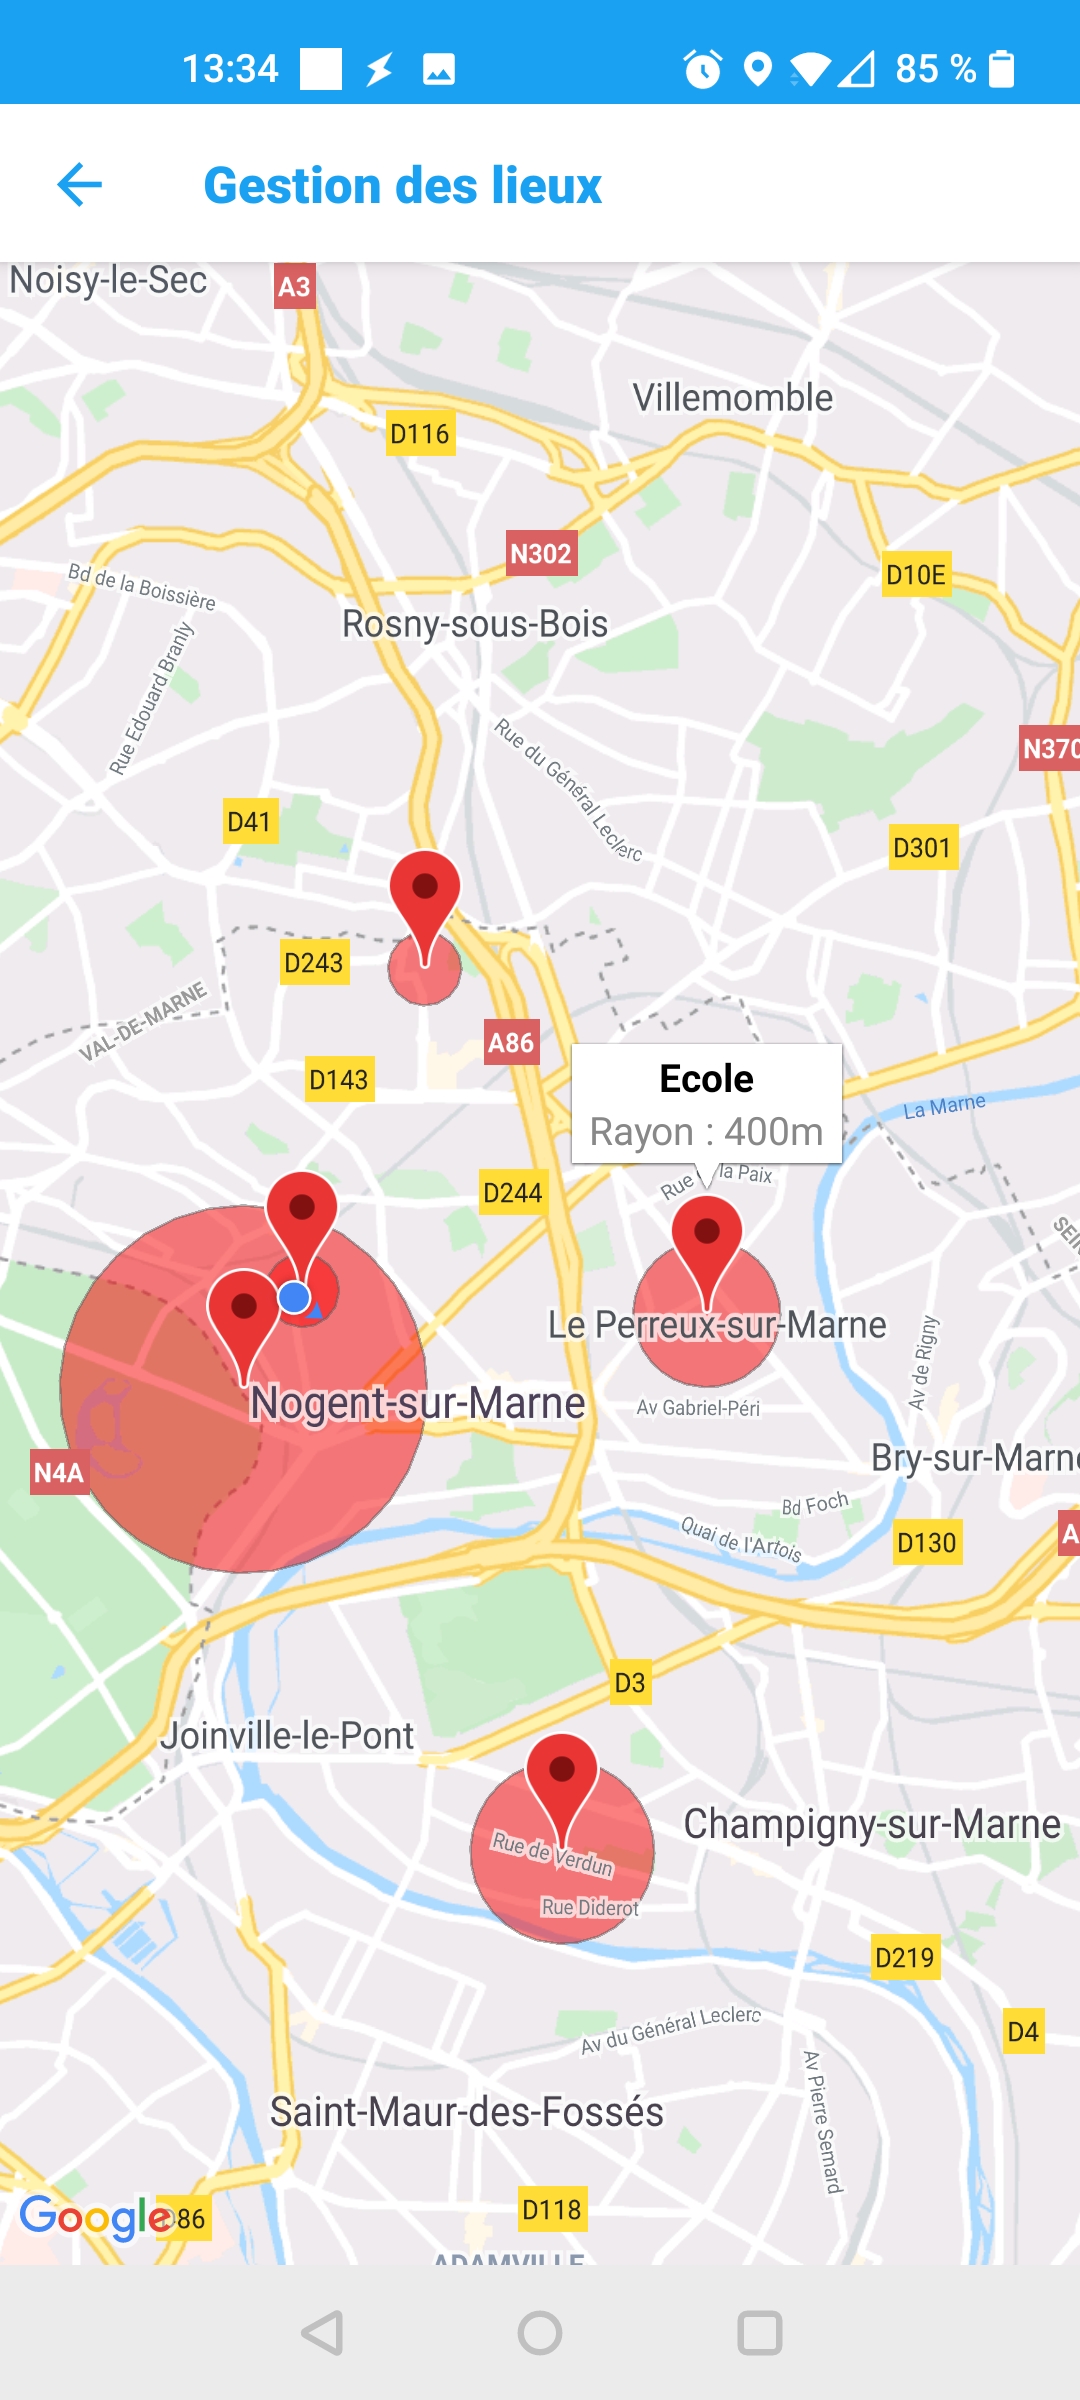 13:34
85 %
Gestion des lieux
Noisy-le-Sec
A3
Villemomble
D116
N302
D10E
Bd de la Boissière
Rosny-sous-Bois
Rue Edouard Branly
Rue du Général Leclerc
N370
D41
D301
D243
VAL-DE-MARNE
A86
Ecole
D143
Rayon : 400m
La Marne
Rue
la Paix
D244
Le Perreux-sur-Marne
Av de Rigny
Nogent-sur-Marne
Av Gabriel-Péri
Bry-sur-Marne
N4A
Bd Foch
Quai de l'Artois
D130
D3
Joinville-le-Pont
Champigny-sur-Marne
Rue de Verdun
Rue Diderot
D219
Av du Général Leclerc
D4
Av Pierre Semard
Saint-Maur-des-Fossés
Google
86
D118
ADAMVILLE